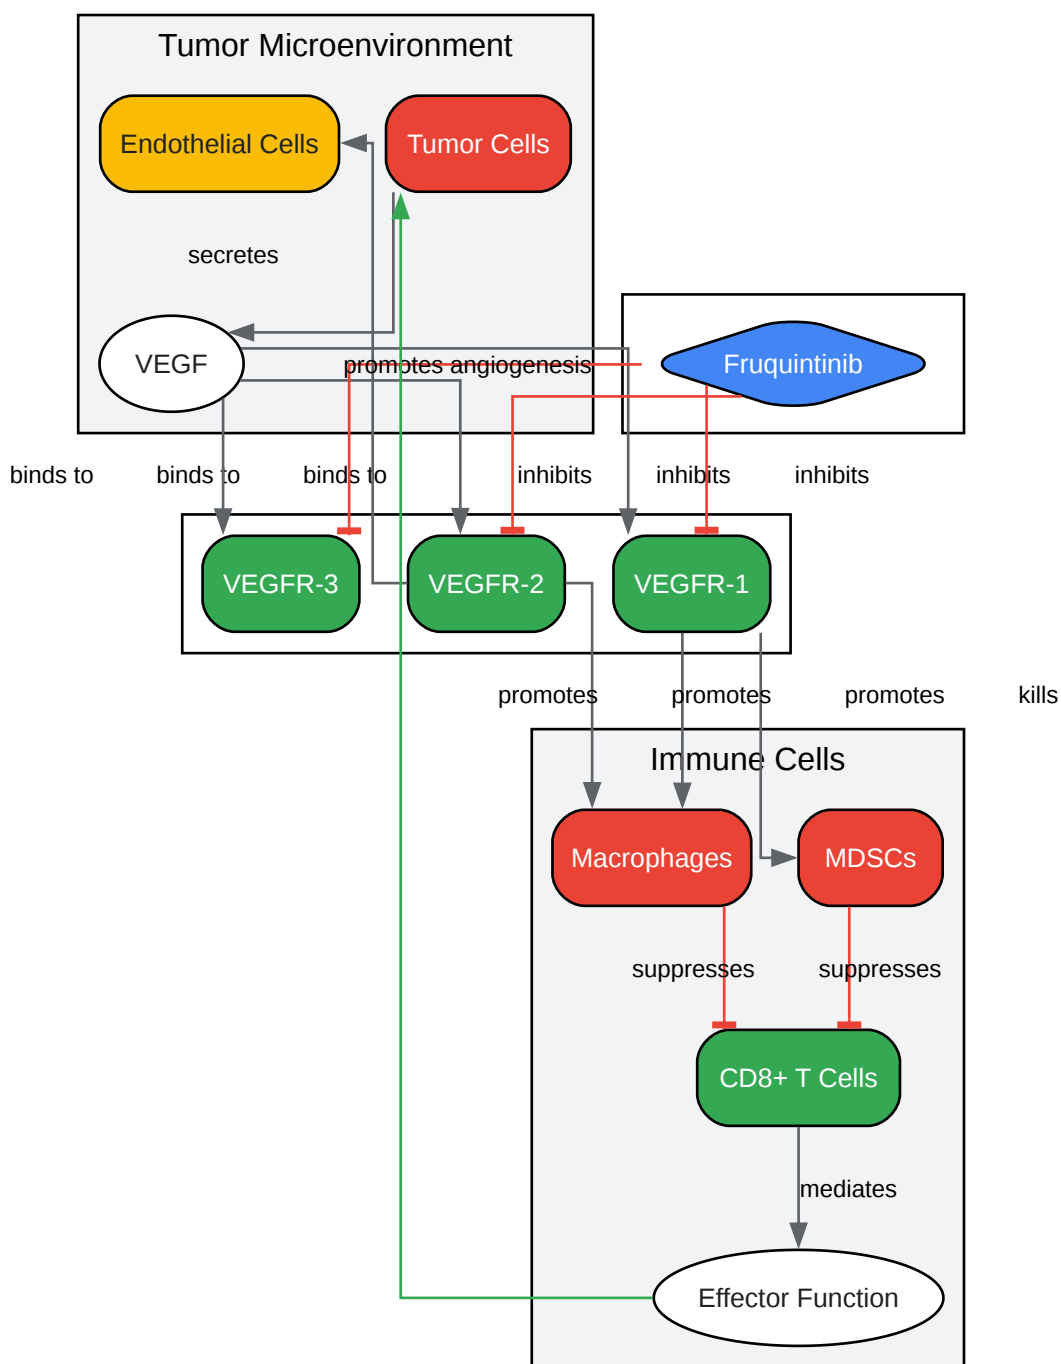 Tumor Microenvironment
Endothelial Cells
Tumor Cells
secretes
VEGF
promotes angiogenesis
Fruquintinib
binds to
binds to
binds to
inhibits
inhibits
inhibits
VEGFR-3
VEGFR-2
VEGFR-1
promotes
promotes
promotes
kills
Immune Cells
Macrophages
MDSCs
suppresses
suppresses
CD8+ T Cells
mediates
Effector Function